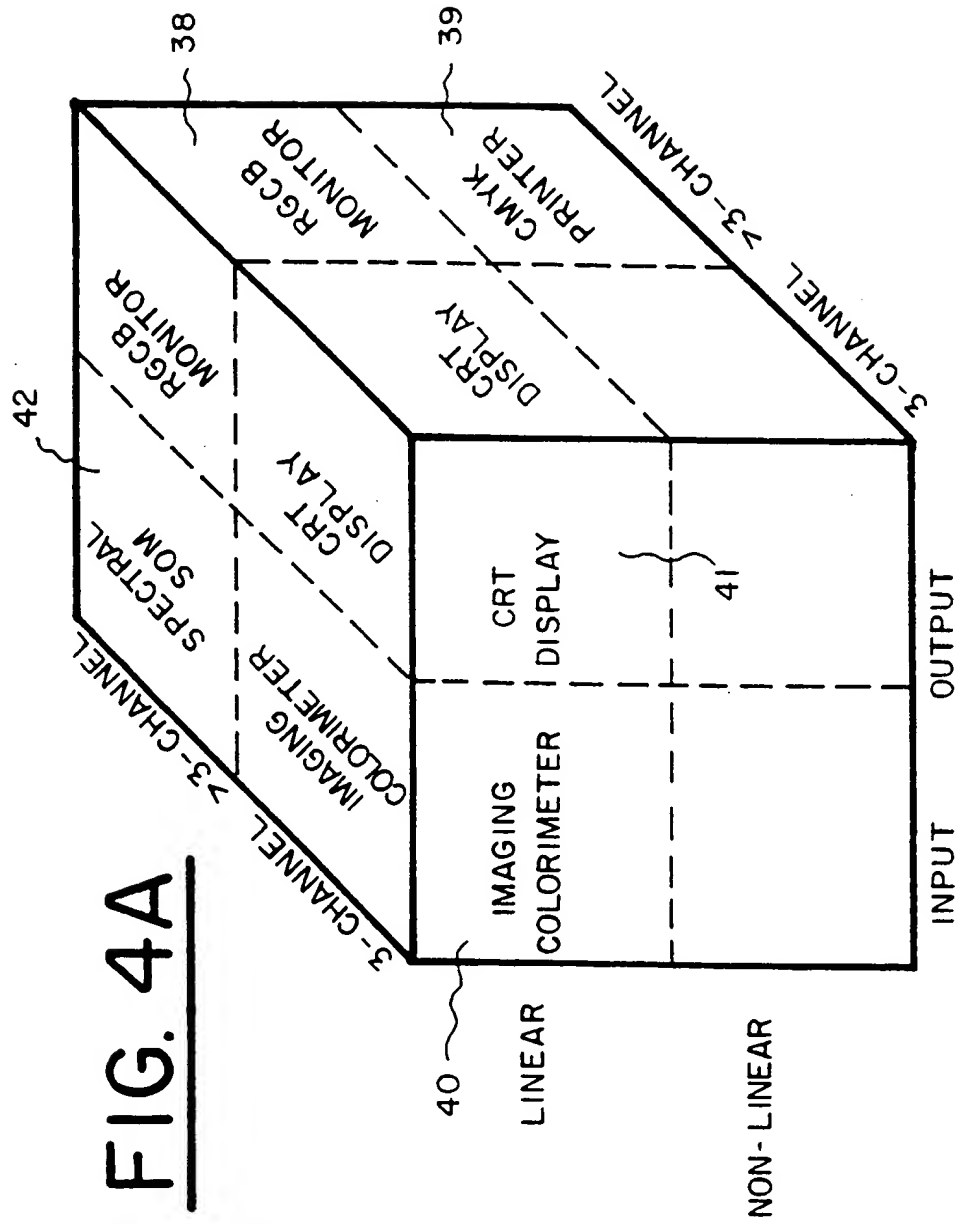 FIG. 4A
42
38
39
40
41
SPECTRAL
SOM
RGCB
MONITOR
IMAGING
COLORIMETER
CRT
DISPLAY
RGCB
MONITOR
CMYK
PRINTER
CRT
DISPLAY
IMAGING
COLORIMETER
CRT
DISPLAY
3-CHANNEL
>3-CHANNEL
3-CHANNEL
>3-CHANNEL
LINEAR
NON-LINEAR
INPUT
OUTPUT